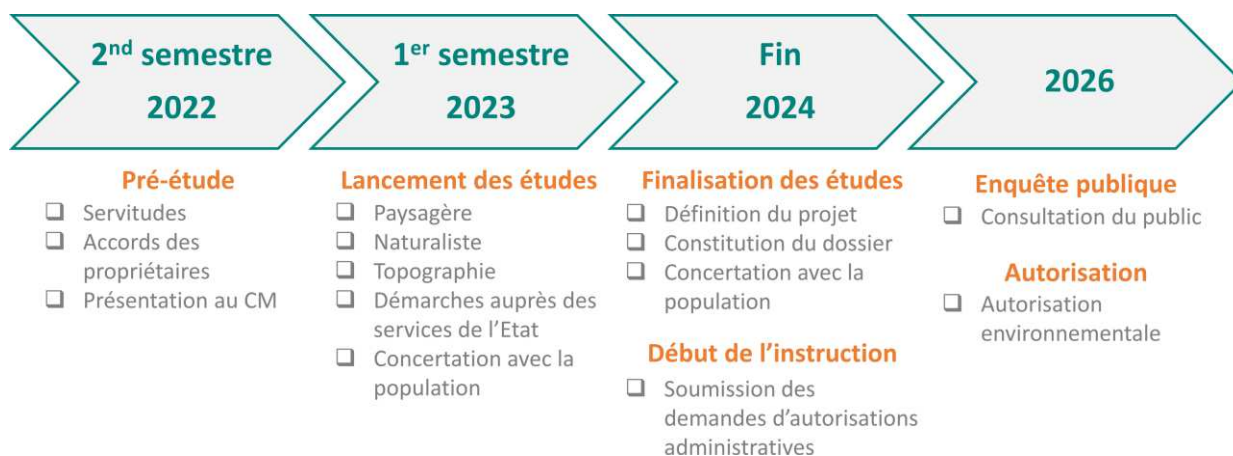 2nd semestre
2022
Pré-étude
❑ Servitudes
❑ Accords des
propriétaires
❑ Présentation au CM
1er semestre
2023
Lancement des études
❑ Paysagère
❑ Naturaliste
❑ Topographie
❑ Démarches auprès des
services de l’Etat
❑ Concertation avec la
population
Fin
2024
Finalisation des études
❑ Définition du projet
❑ Constitution du dossier
❑ Concertation avec la
population
Début de l’instruction
❑ Soumission des
demandes d’autorisations
administratives
2026
Enquête publique
❑ Consultation du public
Autorisation
❑ Autorisation
environnementale